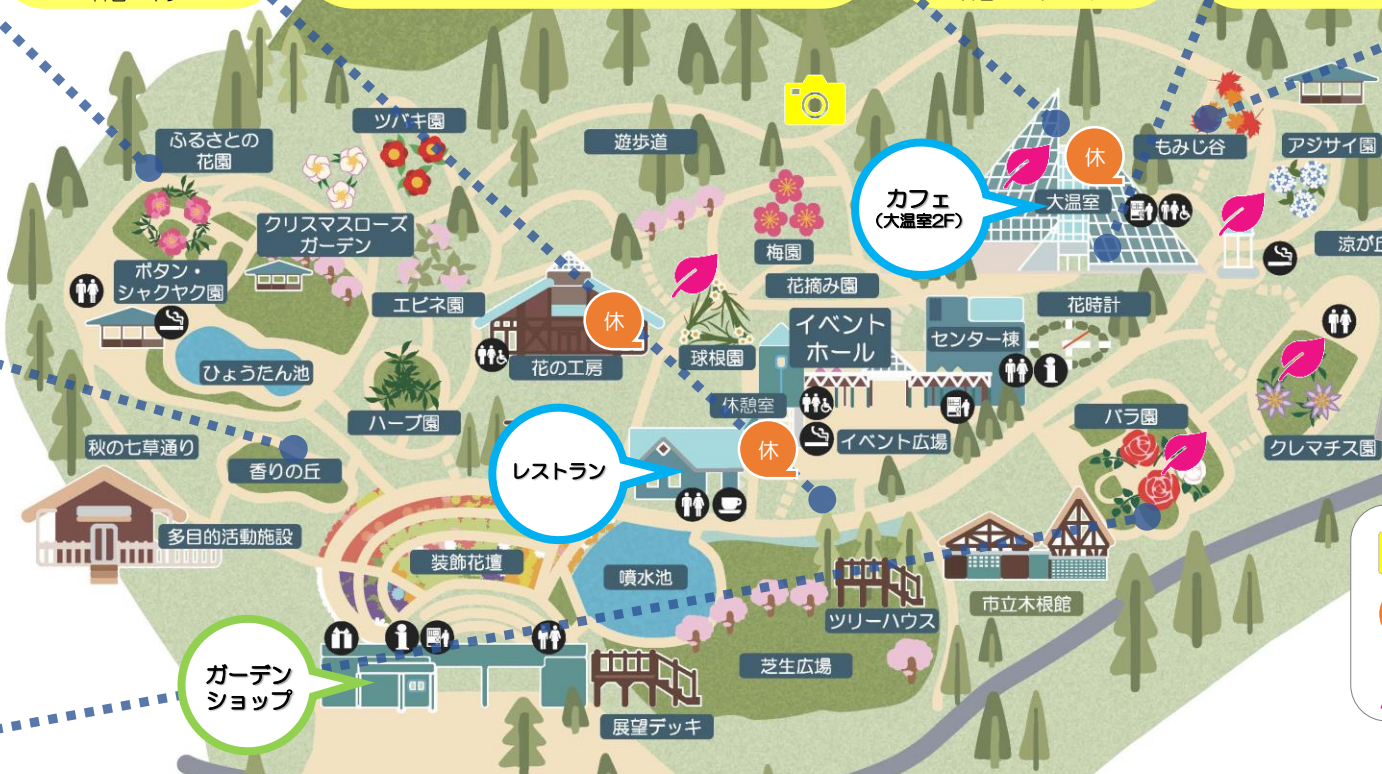 ふるさとの
花園
ツバキ園
遊歩道
もみじ谷
アジサイ園
カフェ
(大温室2F)
休
大温室
クリスマスローズ
ガーデン
梅園
ボタン・
シャクヤク園
エビネ園
花摘み園
花時計
休
イベント
ホール
センター棟
球根園
花の工房
ひょうたん池
休憩室
ハーブ園
バラ園
秋の七草通り
香りの丘
レストラン
休
イベント広場
クレマチス園
多目的活動施設
装飾花壇
噴水池
ツリーハウス
市立木根館
ガーデン
ショップ
芝生広場
展望デッキ